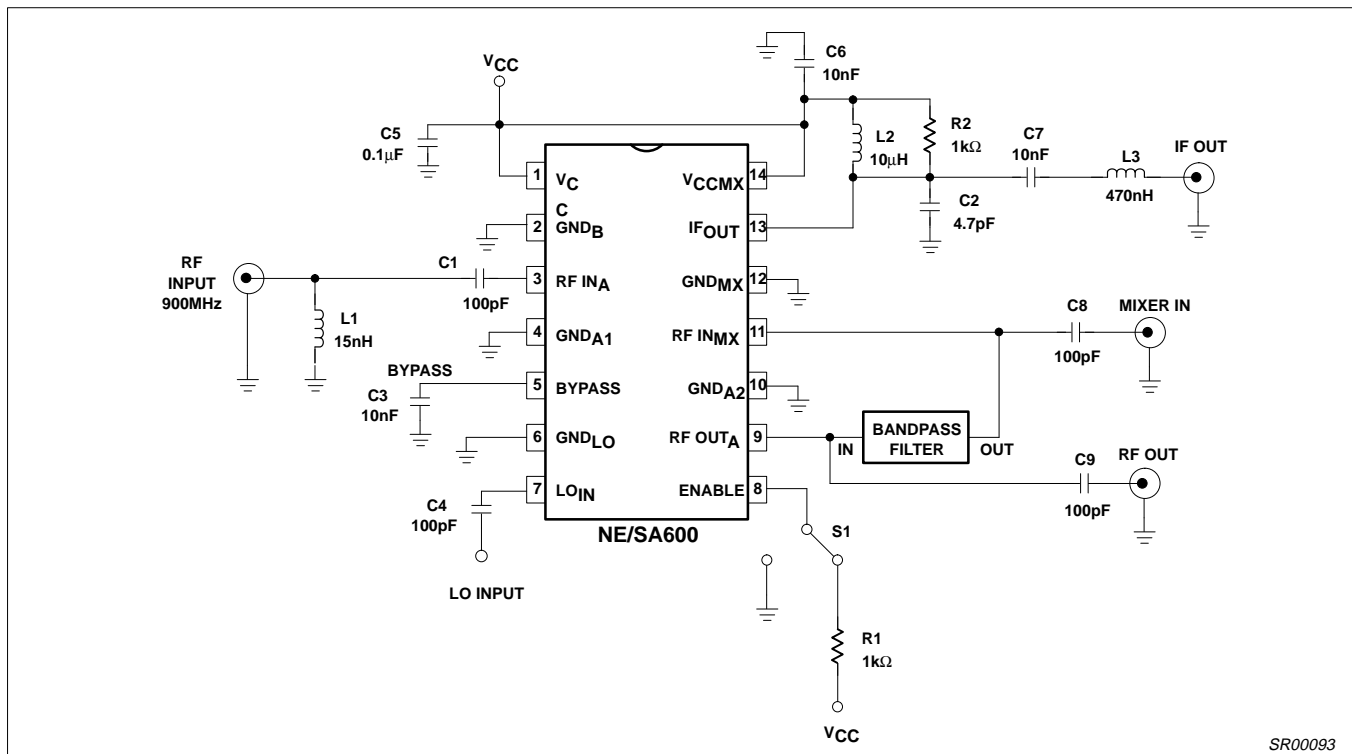 VCC
C5
0.1μF
C6
10nF
L2
10μH
R2
1kΩ
C7
10nF
L3
470nH
IF OUT
C2
4.7pF
1
VC
C
14
VCCMX
2
GNDB
13
IFOUT
RF
INPUT
900MHz
L1
15nH
C1
100pF
3
RF INA
12
GNDMX
4
GNDA1
11
RF INMX
C8
100pF
MIXER IN
BYPASS
C3
10nF
5
BYPASS
10
GNDA2
6
GNDLO
9
RF OUTA
IN
BANDPASS
FILTER
OUT
C9
100pF
RF OUT
C4
100pF
7
LOIN
8
ENABLE
LO INPUT
NE/SA600
S1
R1
1kΩ
VCC
SR00093